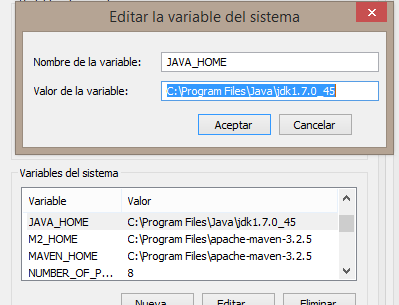 Editar la variable del sistema
Nombre de la variable: JAVA_HOME
Valor de la variable: C:\Program Files\Java\jdk1.7.0_45
Aceptar Cancelar
Variables del sistema
Variable Valor
JAVA_HOME C:\Program Files\Java\jdk1.7.0_45
M2_HOME C:\Program Files\apache-maven-3.2.5
MAVEN_HOME C:\Program Files\apache-maven-3.2.5
NUMBER_OF_P... 8
Nueva... Editar... Eliminar